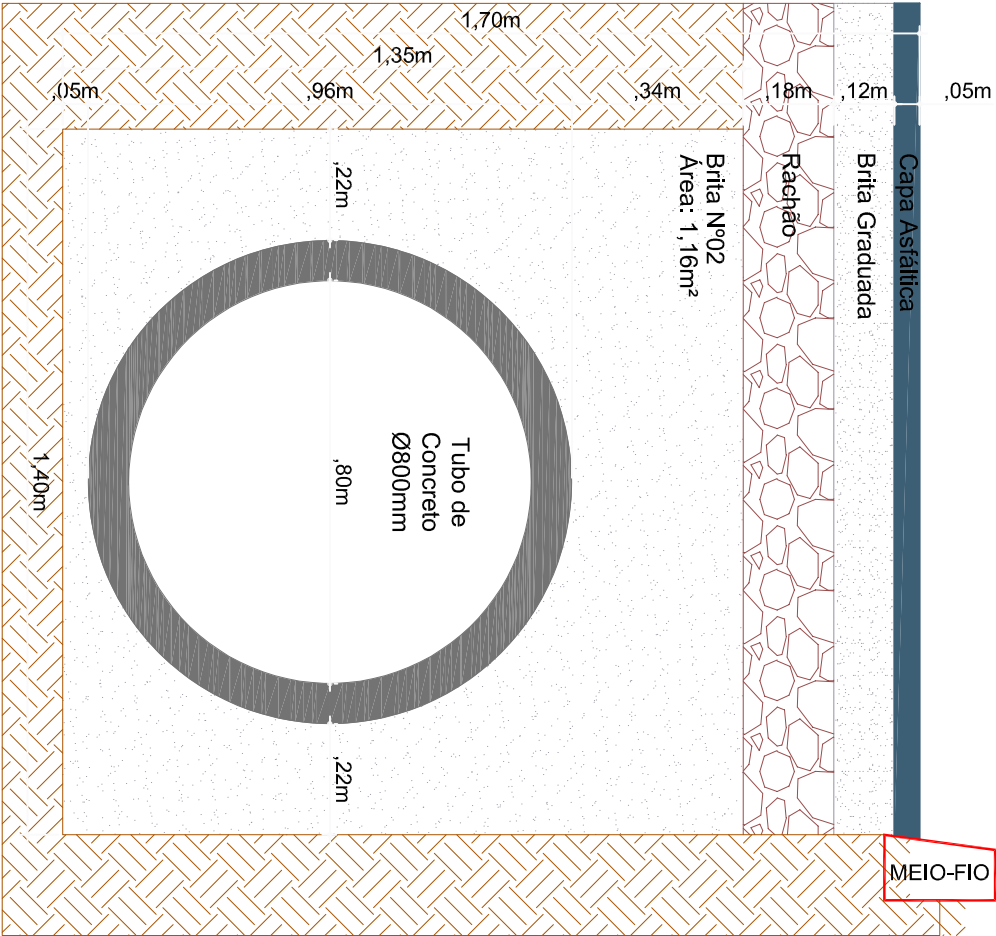 1,70m
1,35m
,05m
,96m
,34m
,18m
,12m
,05m
,22m
Brita Nº02
Área: 1,16m²
Rachão
Brita Graduada
Capa Asfáltica
Tubo de
Concreto
Ø800mm
,80m
1,40m
,22m
MEIO-FIO